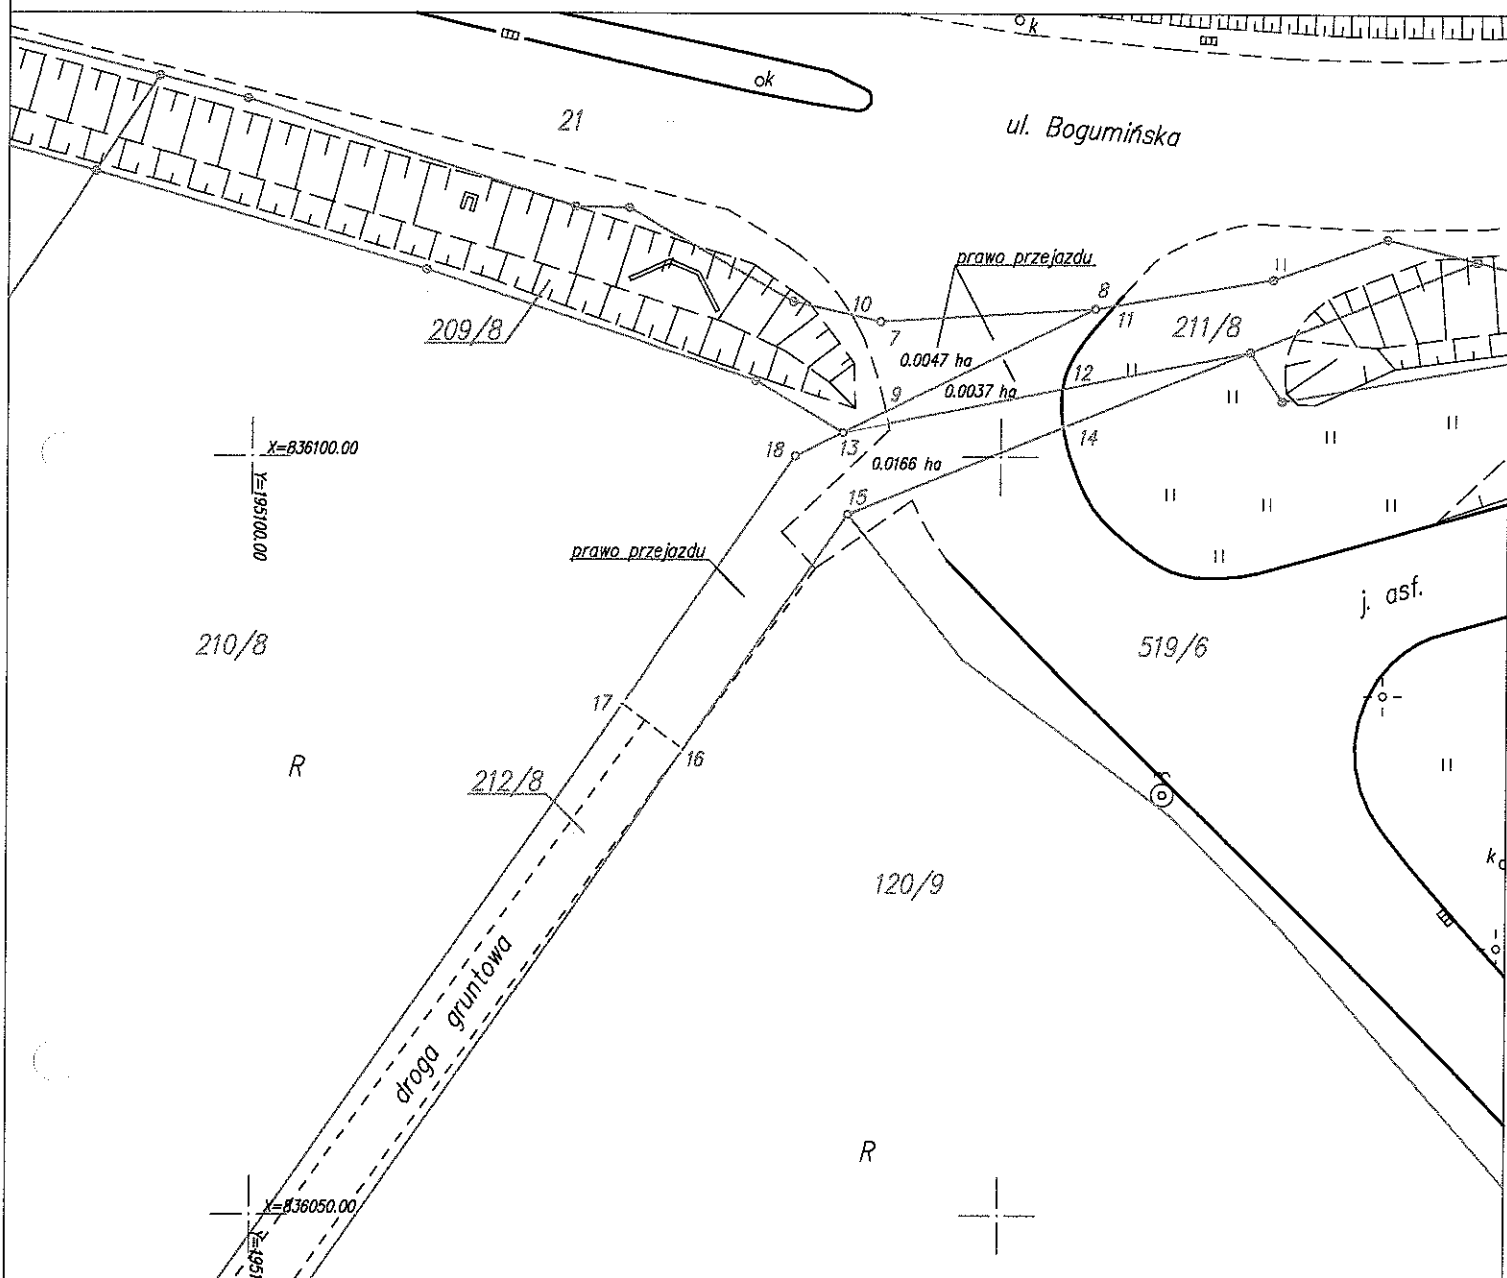 k
k
21
ul. Bogumińska
prawo przejazdu
8
10
11
7
211/8
209/8
0.0047 ha
12
0.0037 ha
9
14
18
13
X=836100.00
0.0166 ha
Y=195100.00
15
prawo przejazdu
j. asf.
210/8
519/6
17
R
16
212/8
k
120/9
droga gruntowa
R
X=836050.00
Y=1951